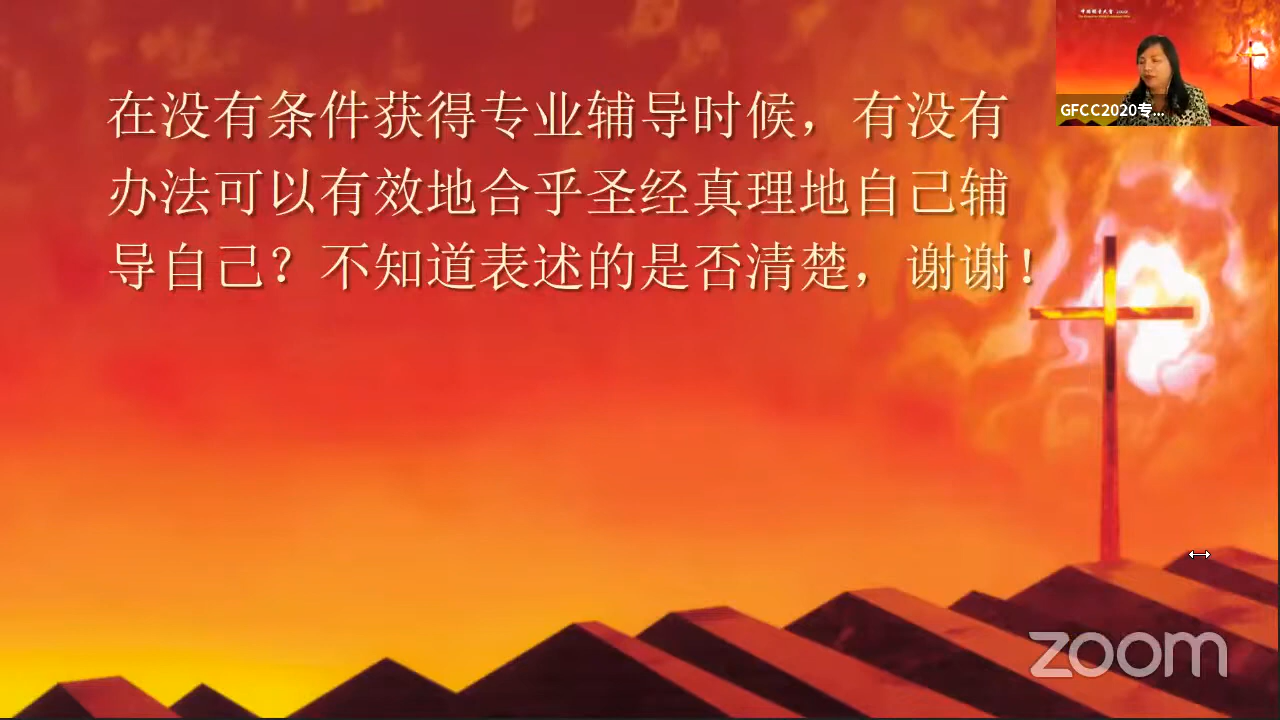 在没有条件获得专业辅导时候，有没有
办法可以有效地合乎圣经真理地自己辅
导自己？不知道表述的是否清楚，谢谢！
GFCC2020专...
zoom